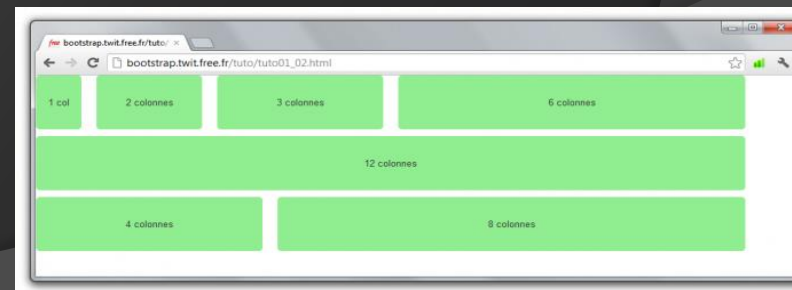 free bootstrap.twit.free.fr/tuto/ ×
bootstrap.twit.free.fr/tuto/tuto01_02.html
1 col 2 colonnes 3 colonnes 6 colonnes
12 colonnes
4 colonnes 8 colonnes